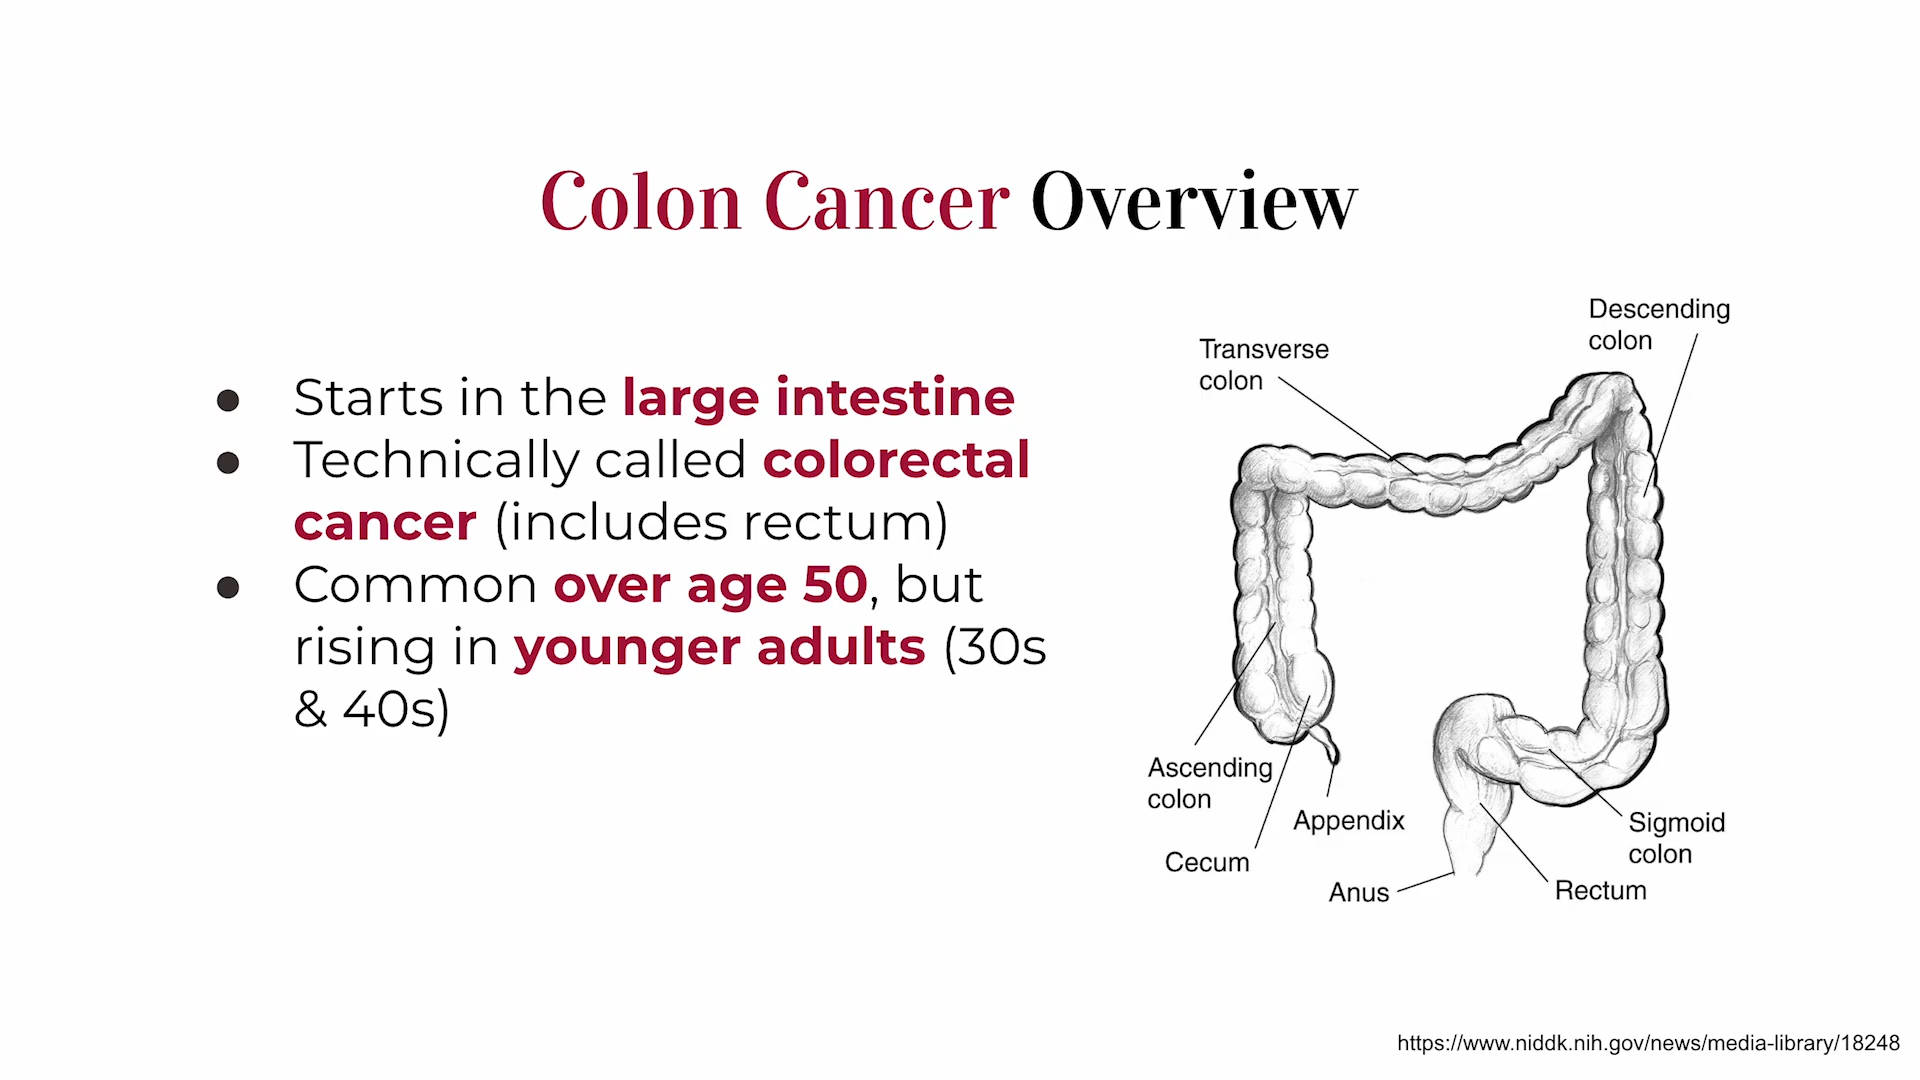 Colon Cancer Overview
● Starts in the large intestine
● Technically called colorectal
cancer (includes rectum)
● Common over age 50, but
rising in younger adults (30s
& 40s)
Descending
colon
Transverse
colon
Ascending
colon
Appendix
Cecum
Anus
Sigmoid
colon
Rectum
https://www.niddk.nih.gov/news/media-library/18248